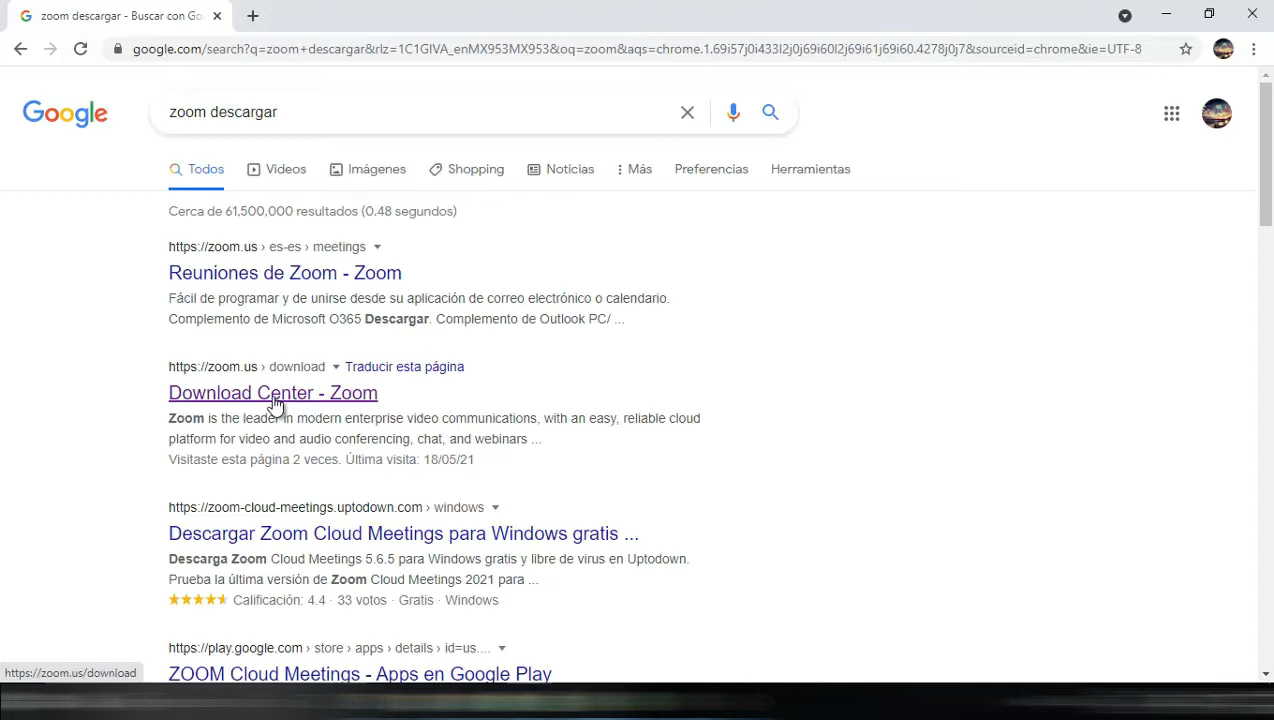 zoom descargar - Buscar con Go
google.com/search?q=zoom+descargar&rlz=1C1GIVA_enMX953MX953&oq=zoom&aqs=chrome.1.69i57j0i433l2j0j69i60l2j69i61j69i60.4278j0j7&sourceid=chrome&ie=UTF-8
Google
zoom descargar
Todos Videos Imágenes Shopping Noticias Más Preferencias Herramientas
Cerca de 61,500,000 resultados (0.48 segundos)
https://zoom.us › es-es › meetings
Reuniones de Zoom - Zoom
Fácil de programar y de unirse desde su aplicación de correo electrónico o calendario.
Complemento de Microsoft O365 Descargar. Complemento de Outlook PC/ ...
https://zoom.us › download Traducir esta página
Download Center - Zoom
Zoom is the leader in modern enterprise video communications, with an easy, reliable cloud
platform for video and audio conferencing, chat, and webinars ...
Visitaste esta página 2 veces. Última visita: 18/05/21
https://zoom-cloud-meetings.uptodown.com › windows
Descargar Zoom Cloud Meetings para Windows gratis ...
Descarga Zoom Cloud Meetings 5.6.5 para Windows gratis y libre de virus en Uptodown.
Prueba la última versión de Zoom Cloud Meetings 2021 para ...
Calificación: 4.4 · 33 votos · Gratis · Windows
https://play.google.com › store › apps › details › id=us....
ZOOM Cloud Meetings - Apps en Google Play
https://zoom.us/download